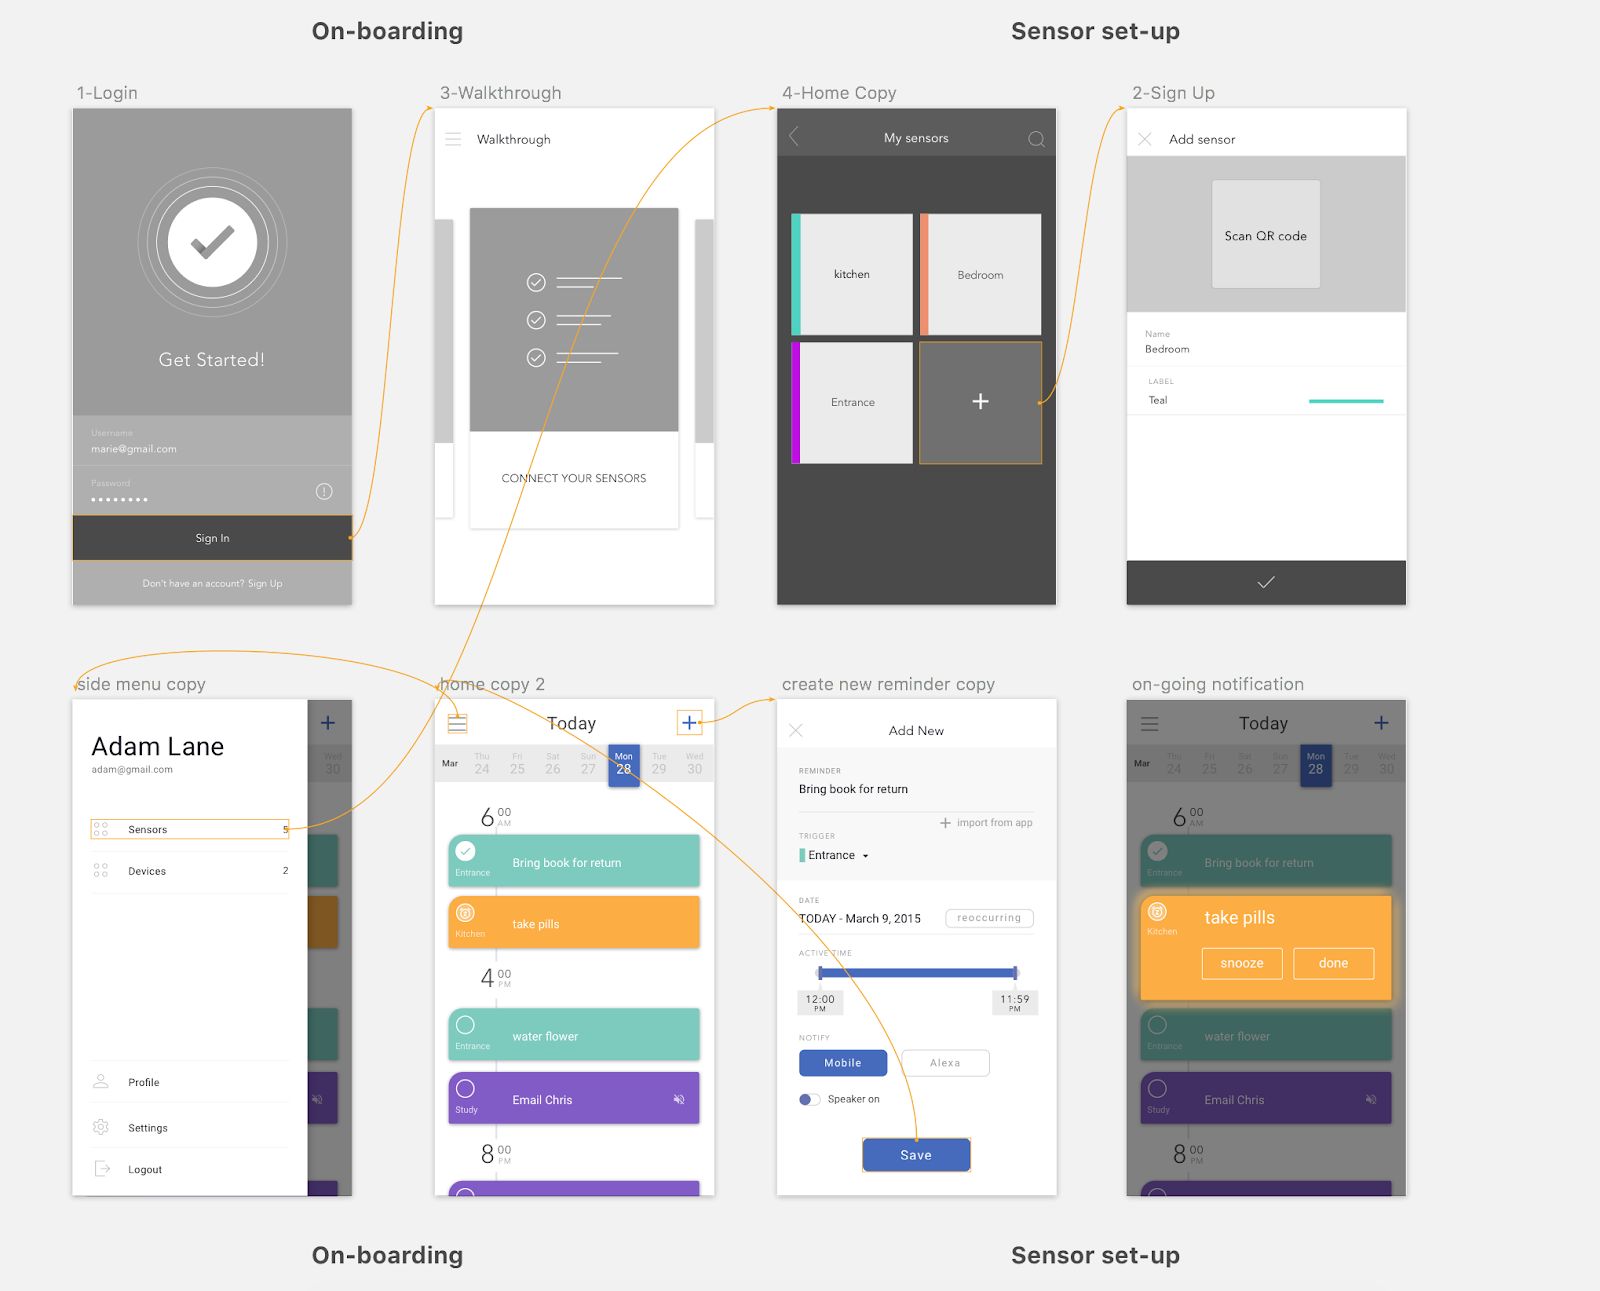 On-boarding
Sensor set-up
1-Login
Get Started!
Username
marie@gmail.com
Password
Sign In
Don't have an account? Sign Up
3-Walkthrough
Walkthrough
CONNECT YOUR SENSORS
4-Home Copy
My sensors
kitchen
Bedroom
Entrance
+
2-Sign Up
Add sensor
Scan QR code
Name
Bedroom
LABEL
Teal
side menu copy
+
Wed
30
Adam Lane
adam@gmail.com
Sensors 5
Devices 2
Profile
Settings
Logout
home copy 2
Today +
Mar Thu Fri Sat Sun Mon Tue Wed
24 25 26 27 28 29 30
6 00 AM
Bring book for return
Entrance
take pills
Kitchen
4 00 PM
water flower
Entrance
Email Chris
Study
8 00 PM
create new reminder copy
Add New
REMINDER
Bring book for return
+ import from app
TRIGGER
Entrance
DATE
TODAY - March 9, 2015 reoccurring
ACTIVE TIME
12:00 PM 11:59 PM
NOTIFY
Mobile Alexa
Speaker on
Save
on-going notification
Today +
Mar Thu Fri Sat Sun Mon Tue Wed
24 25 26 27 28 29 30
6 00 AM
Bring book for return
Entrance
take pills
Kitchen
snooze done
water flower
Entrance
Email Chris
Study
8 00 PM
On-boarding
Sensor set-up